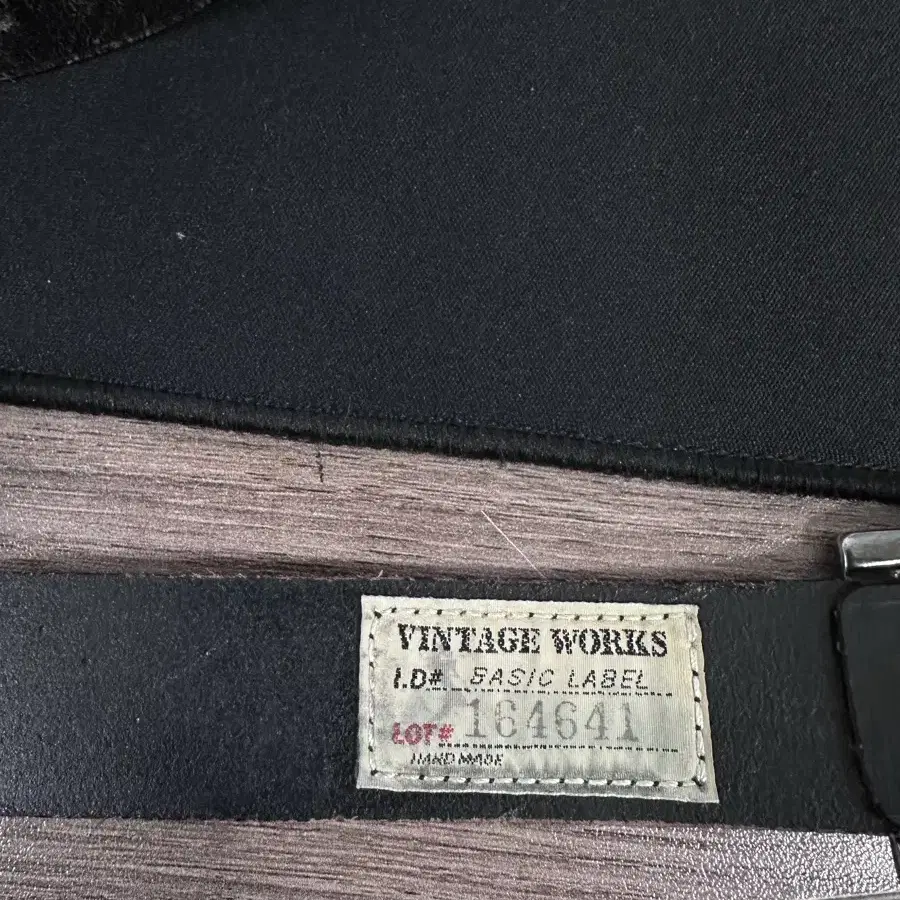 VINTAGE WORKS
I.D# BASIC LABEL
LOT# 164641
HAND MADE